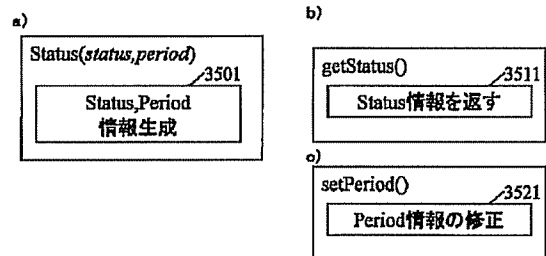 a)
Status(status,period)
3501
Status,Period
情報生成
b)
getStatus()
3511
Status情報を返す
c)
setPeriod()
3521
Period情報の修正